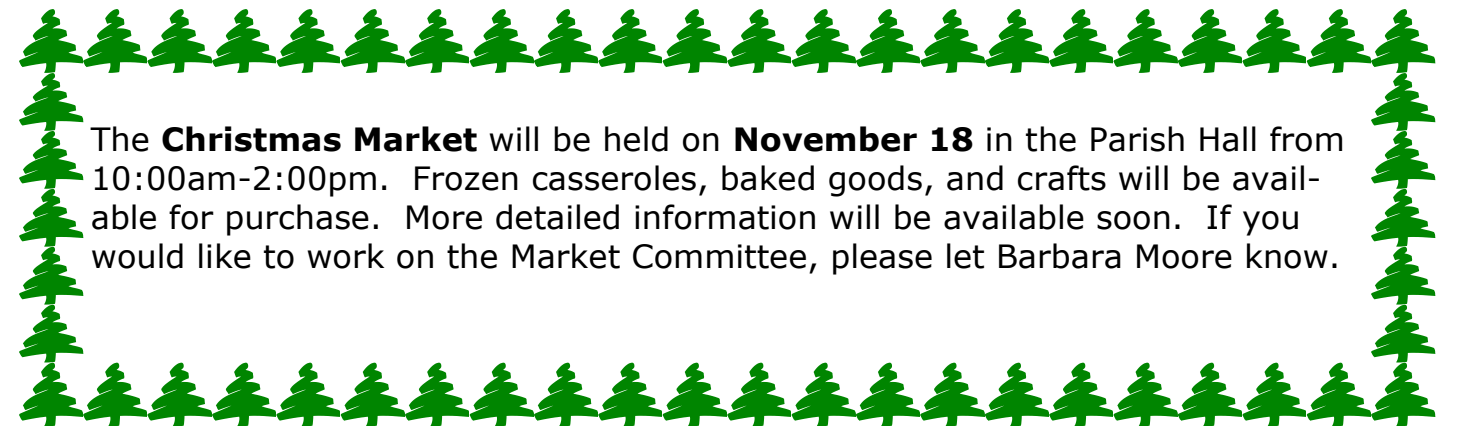 The Christmas Market will be held on November 18 in the Parish Hall from
10:00am-2:00pm.  Frozen casseroles, baked goods, and crafts will be avail-
able for purchase.  More detailed information will be available soon.  If you
would like to work on the Market Committee, please let Barbara Moore know.